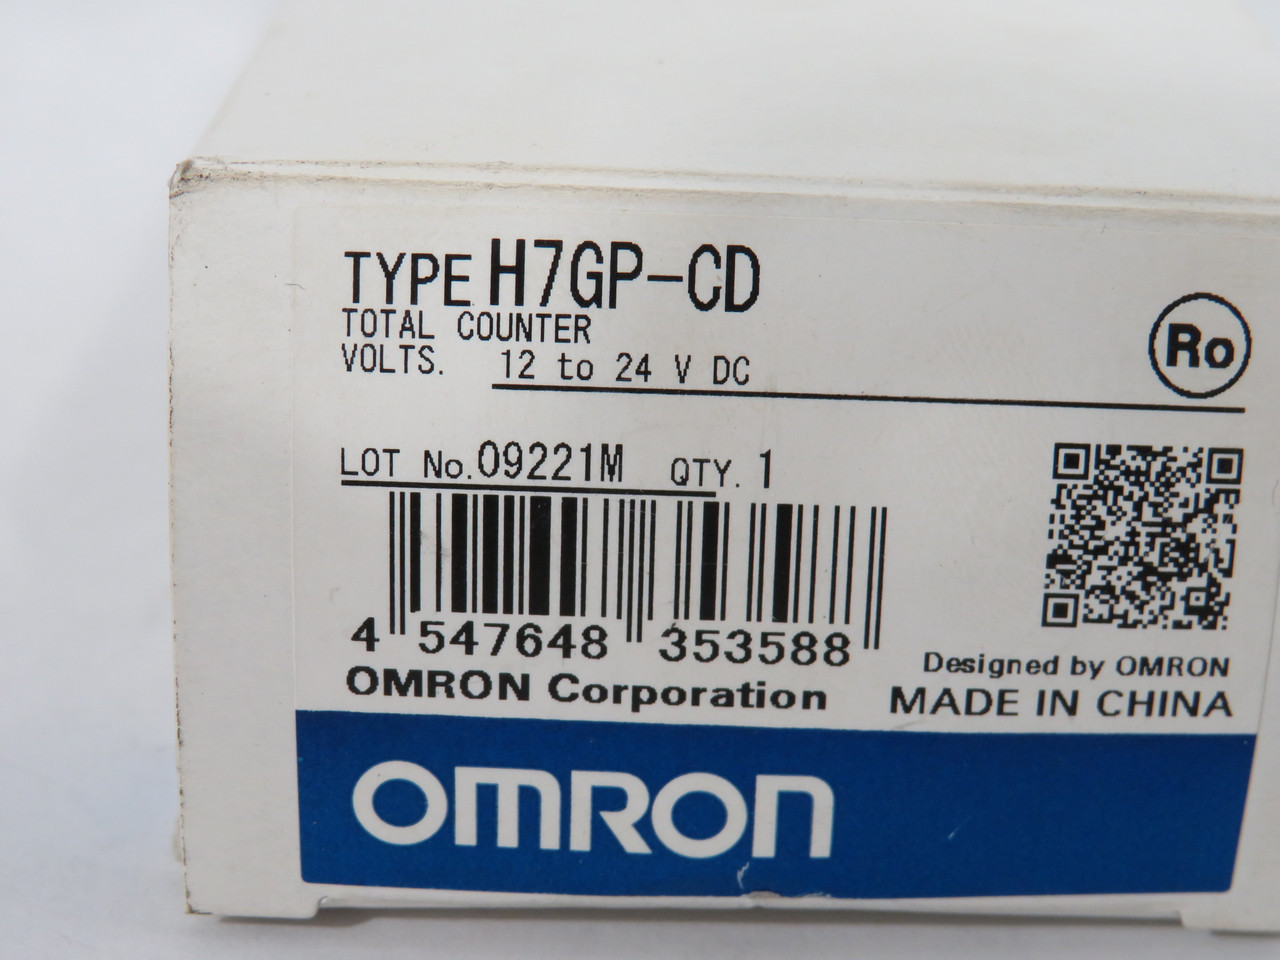 TYPE H7GP-CD
TOTAL COUNTER
VOLTS. 12 to 24 V DC
Ro
LOT No. 09221M QTY. 1
4 547648 353588
OMRON Corporation
Designed by OMRON
MADE IN CHINA
OMRON